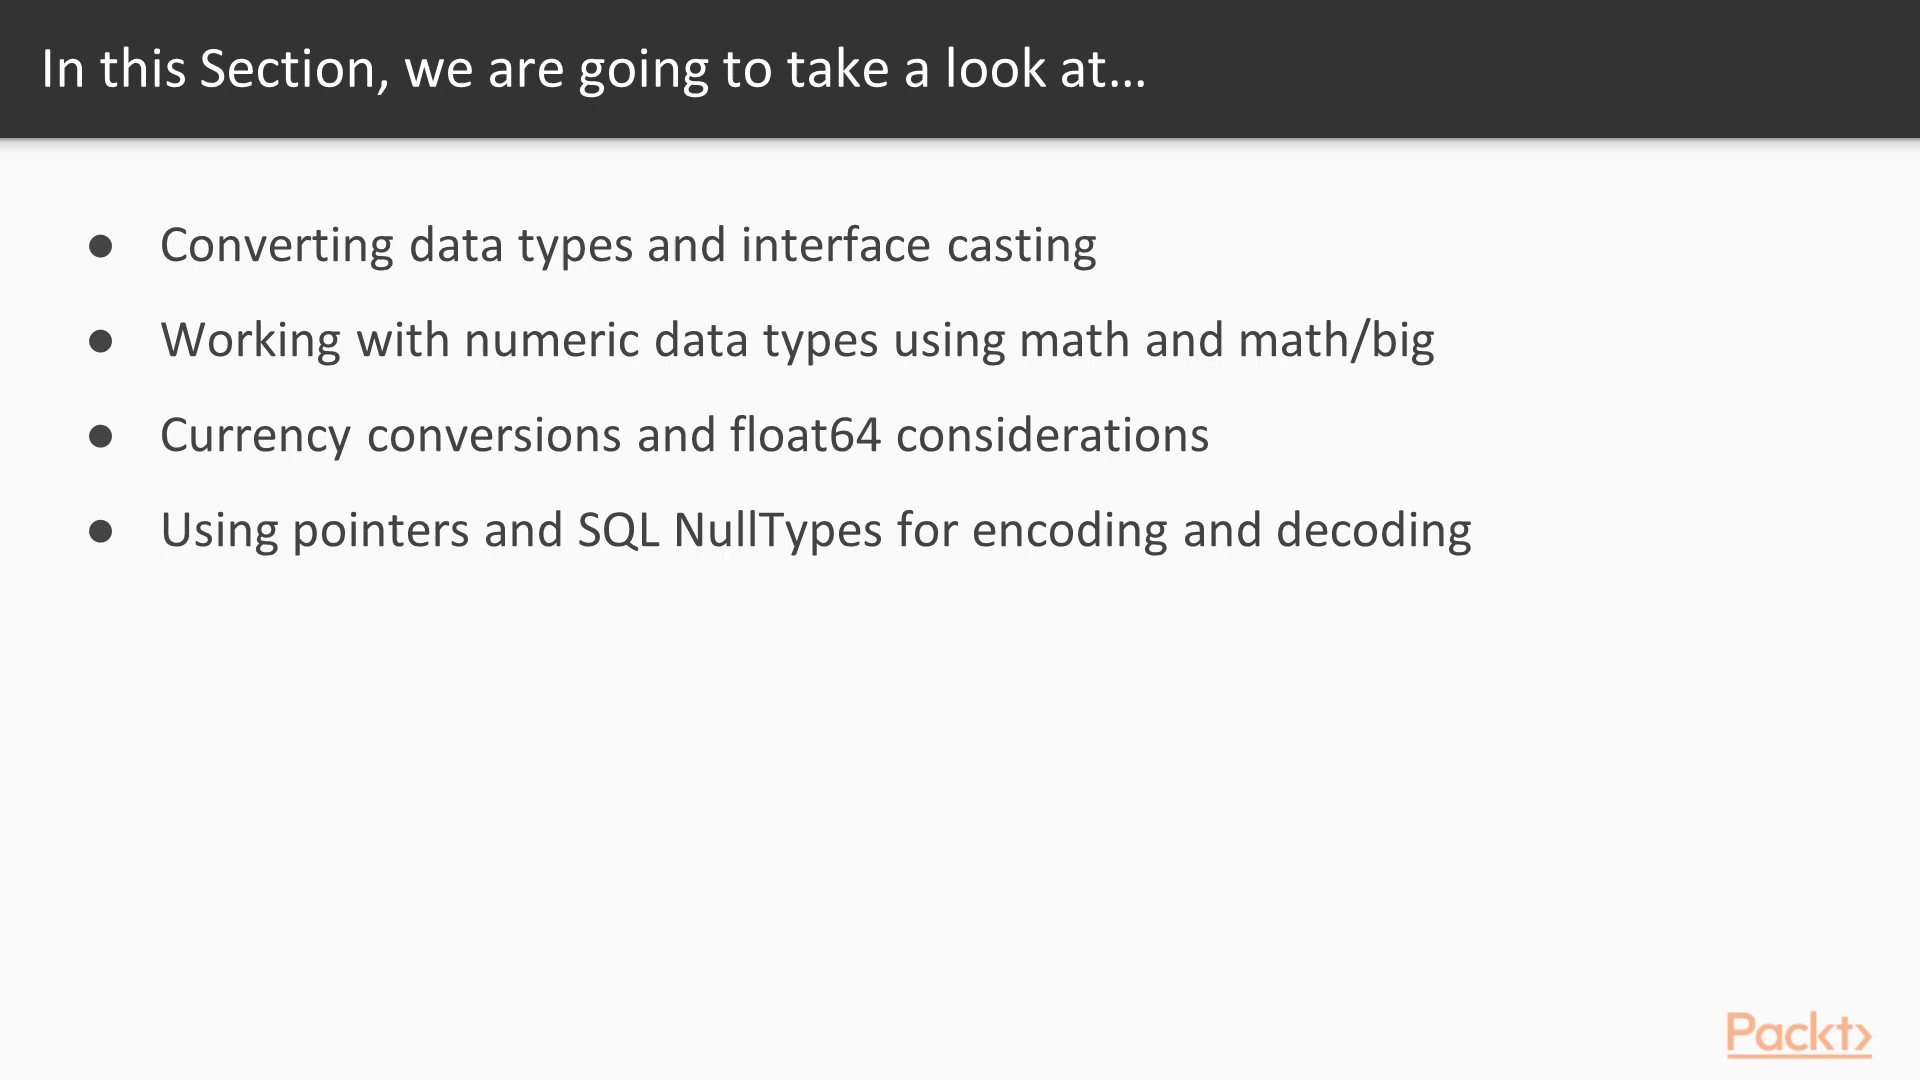 In this Section, we are going to take a look at…
● Converting data types and interface casting
● Working with numeric data types using math and math/big
● Currency conversions and float64 considerations
● Using pointers and SQL NullTypes for encoding and decoding
Packt>